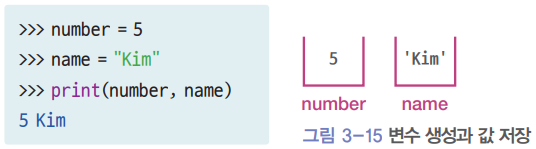 >>> number = 5
>>> name = "Kim"
>>> print(number, name)
5 Kim
5
'Kim'
number
name
그림 3-15 변수 생성과 값 저장